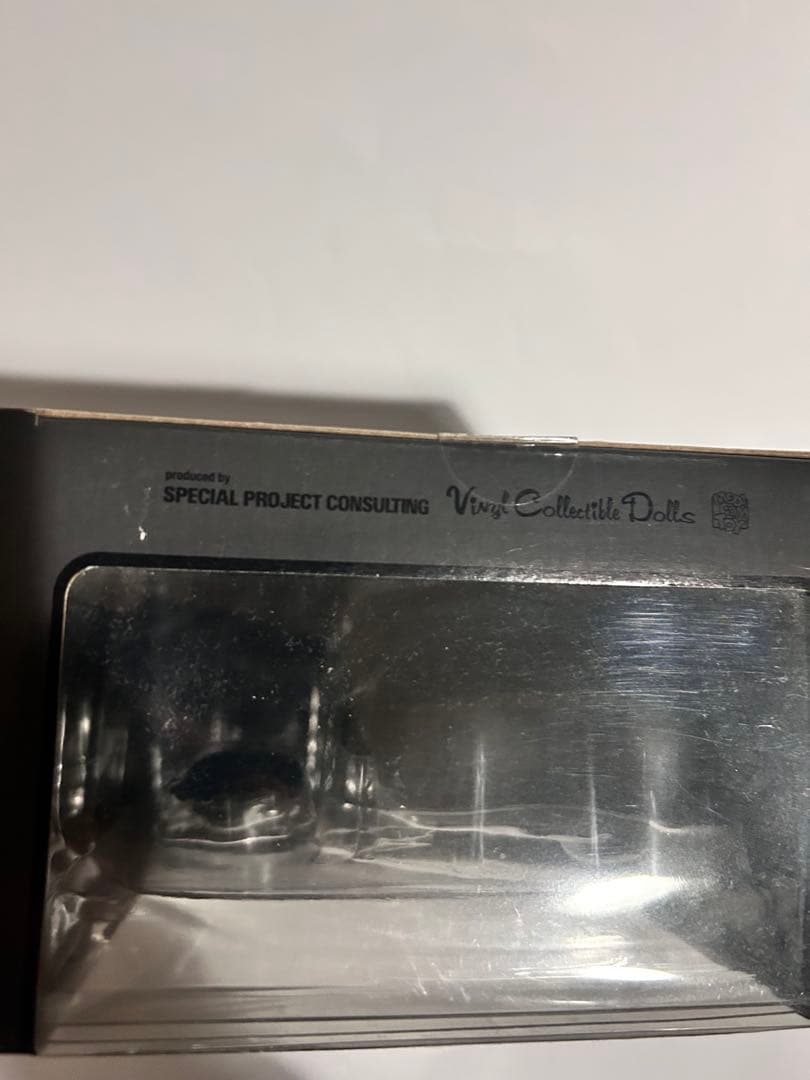 produced by
SPECIAL PROJECT CONSULTING
Vinyl Collectible Dolls